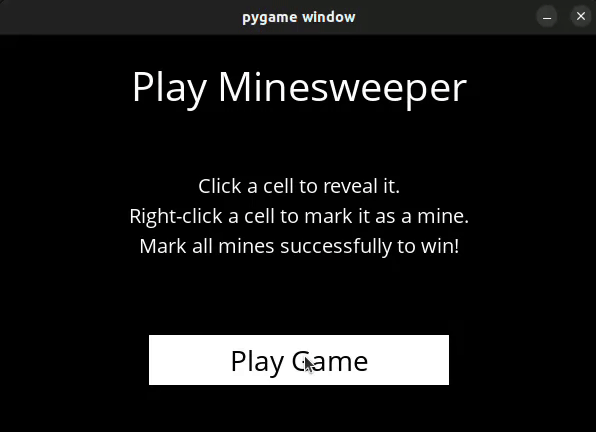 pygame window
Play Minesweeper
Click a cell to reveal it.
Right-click a cell to mark it as a mine.
Mark all mines successfully to win!
Play Game